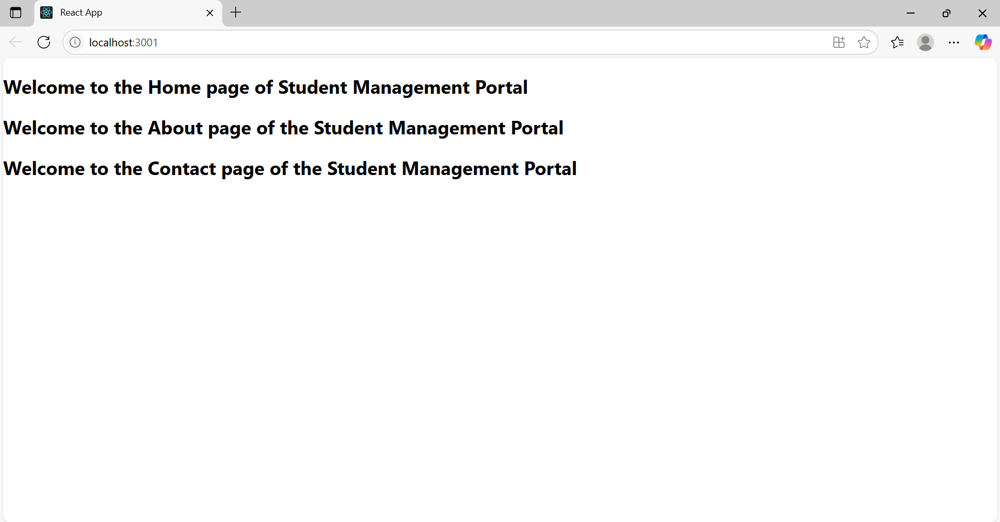 React App
localhost:3001
Welcome to the Home page of Student Management Portal
Welcome to the About page of the Student Management Portal
Welcome to the Contact page of the Student Management Portal